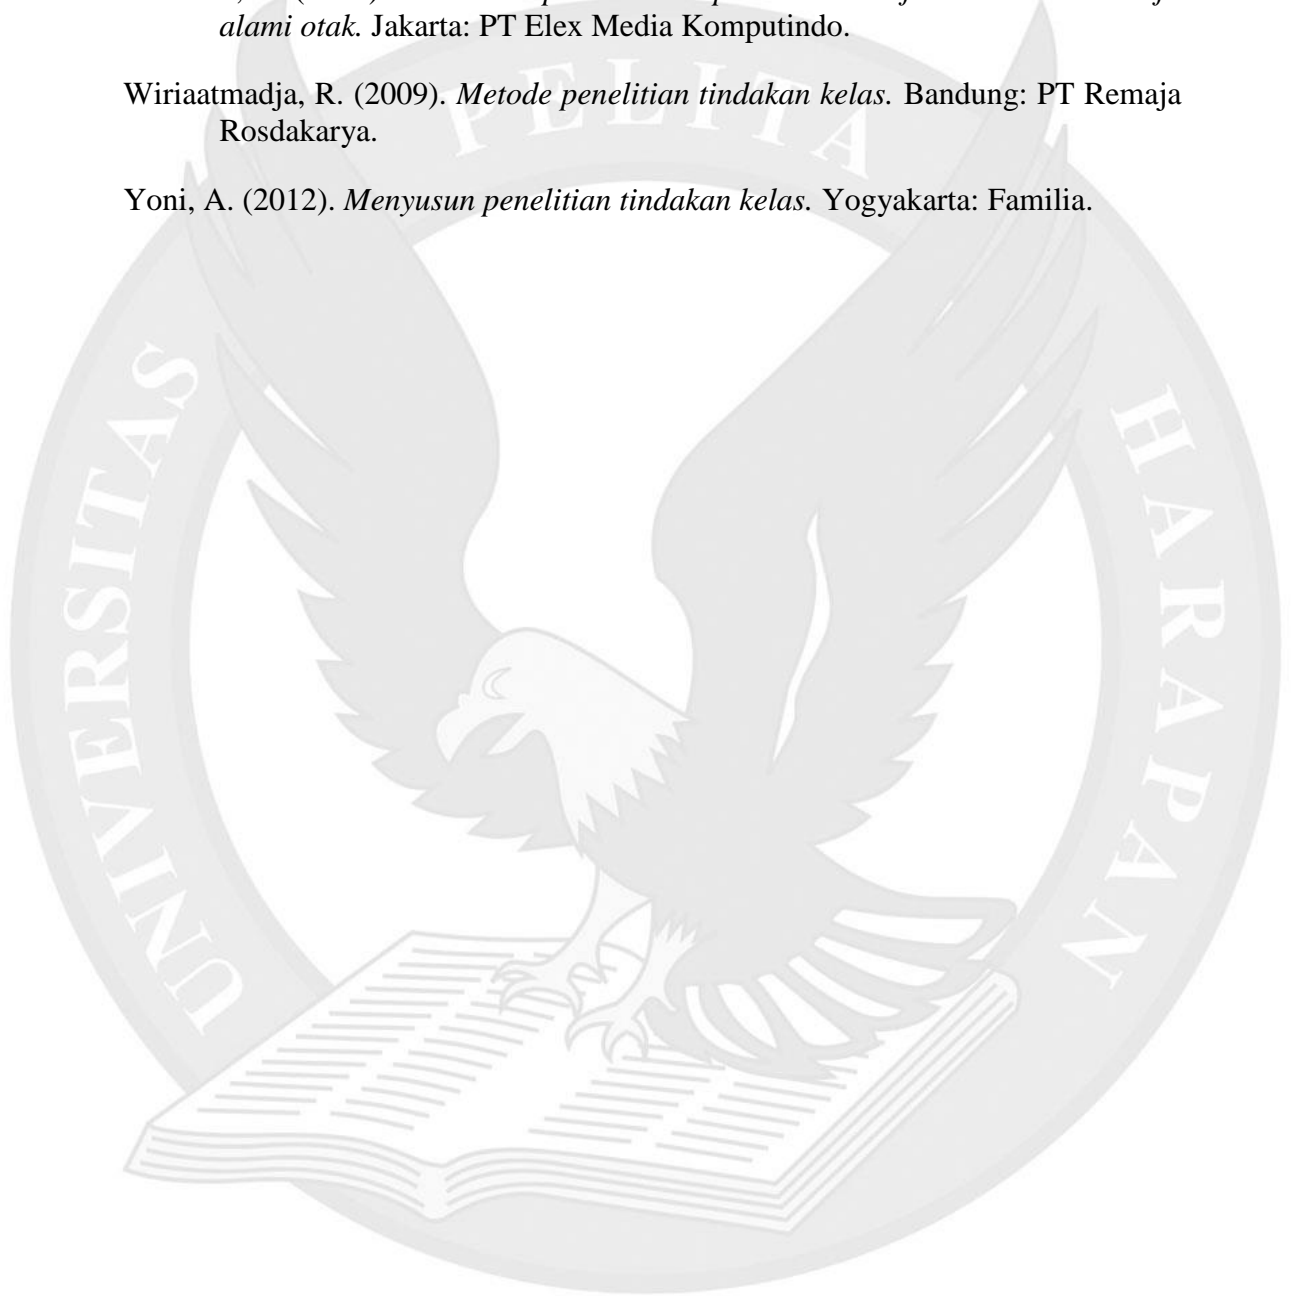 alami otak. Jakarta: PT Elex Media Komputindo.
Wiriaatmadja, R. (2009). Metode penelitian tindakan kelas. Bandung: PT Remaja
Rosdakarya.
Yoni, A. (2012). Menyusun penelitian tindakan kelas. Yogyakarta: Familia.
UNIVERSITAS
PELITA
HARAPAN